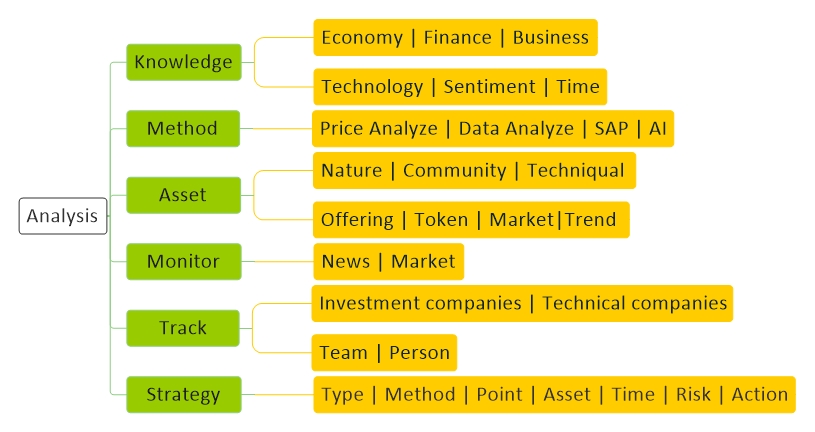 Analysis
Knowledge
Economy | Finance | Business
Technology | Sentiment | Time
Method
Price Analyze | Data Analyze | SAP | AI
Asset
Nature | Community | Techniqual
Offering | Token | Market|Trend
Monitor
News | Market
Track
Investment companies | Technical companies
Team | Person
Strategy
Type | Method | Point | Asset | Time | Risk | Action